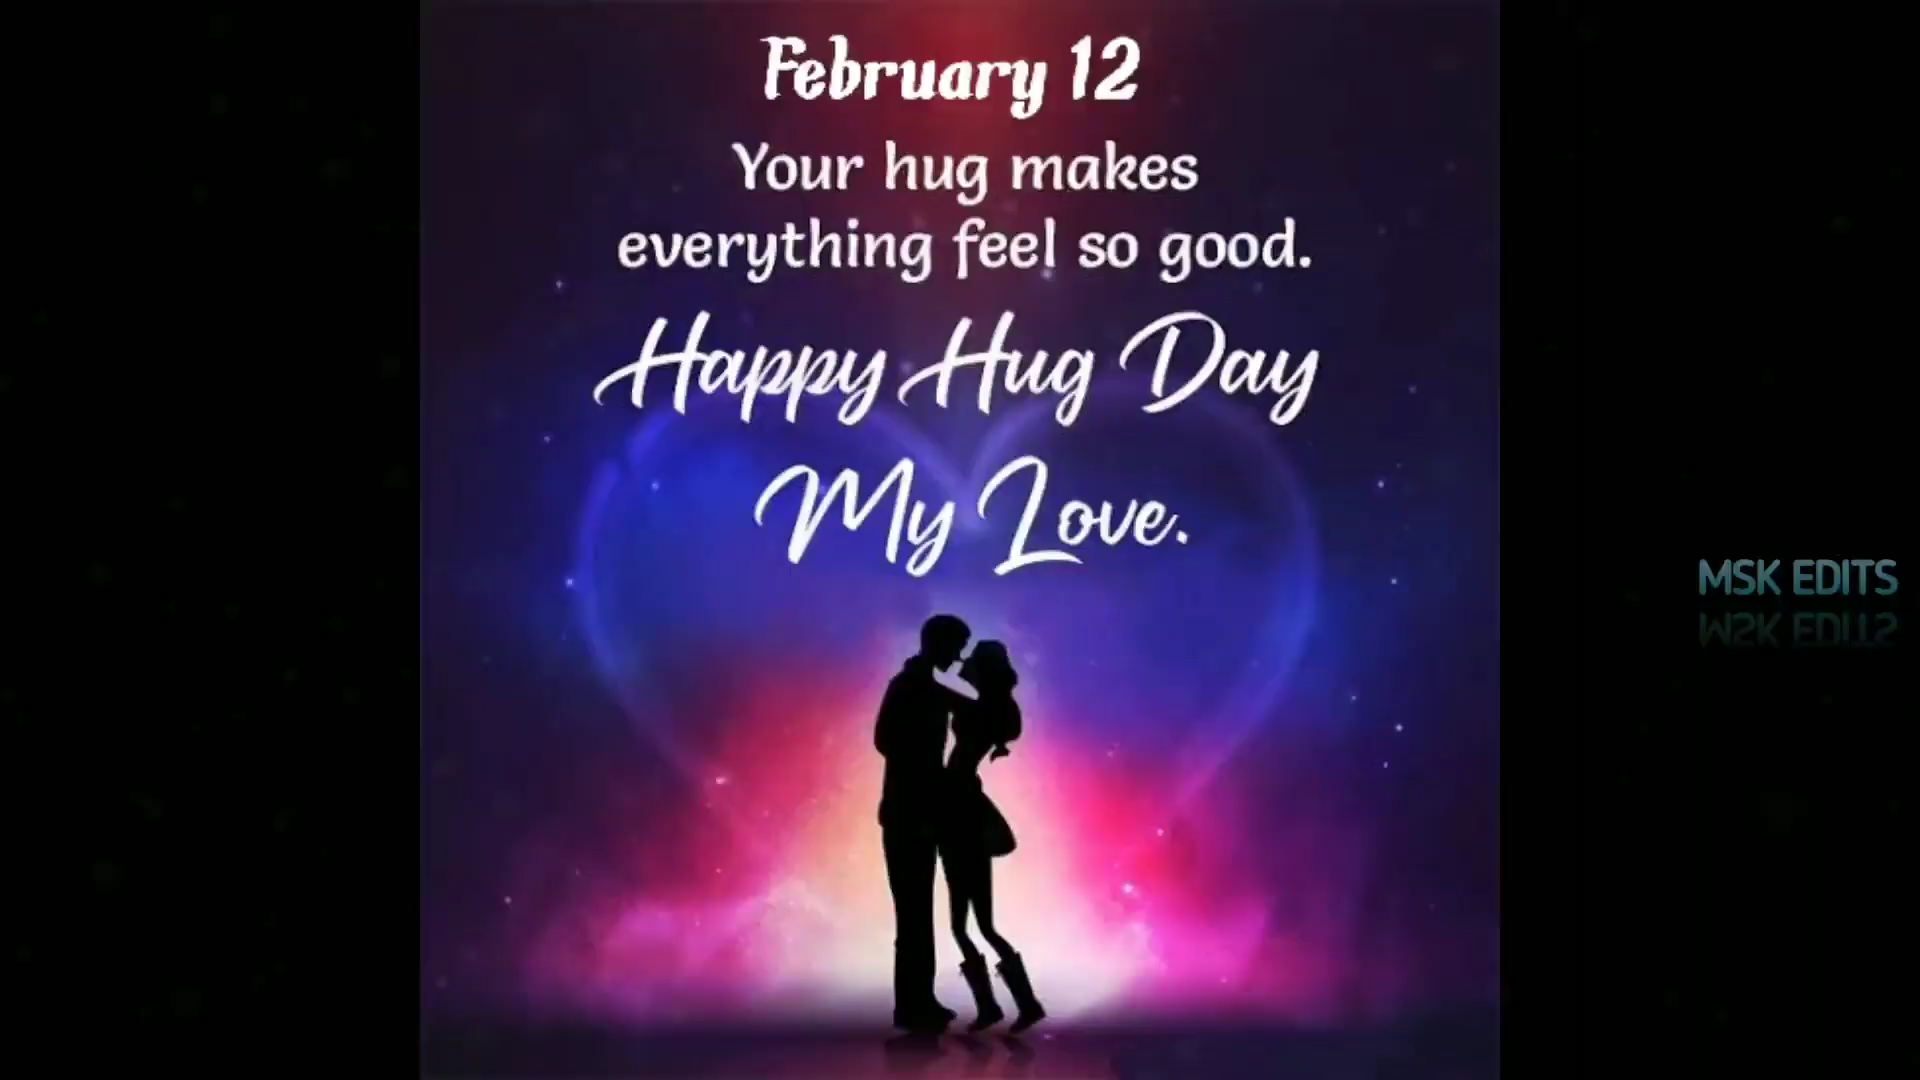 February 12
Your hug makes
everything feel so good.
Happy Hug Day
My Love.
MSK EDITS